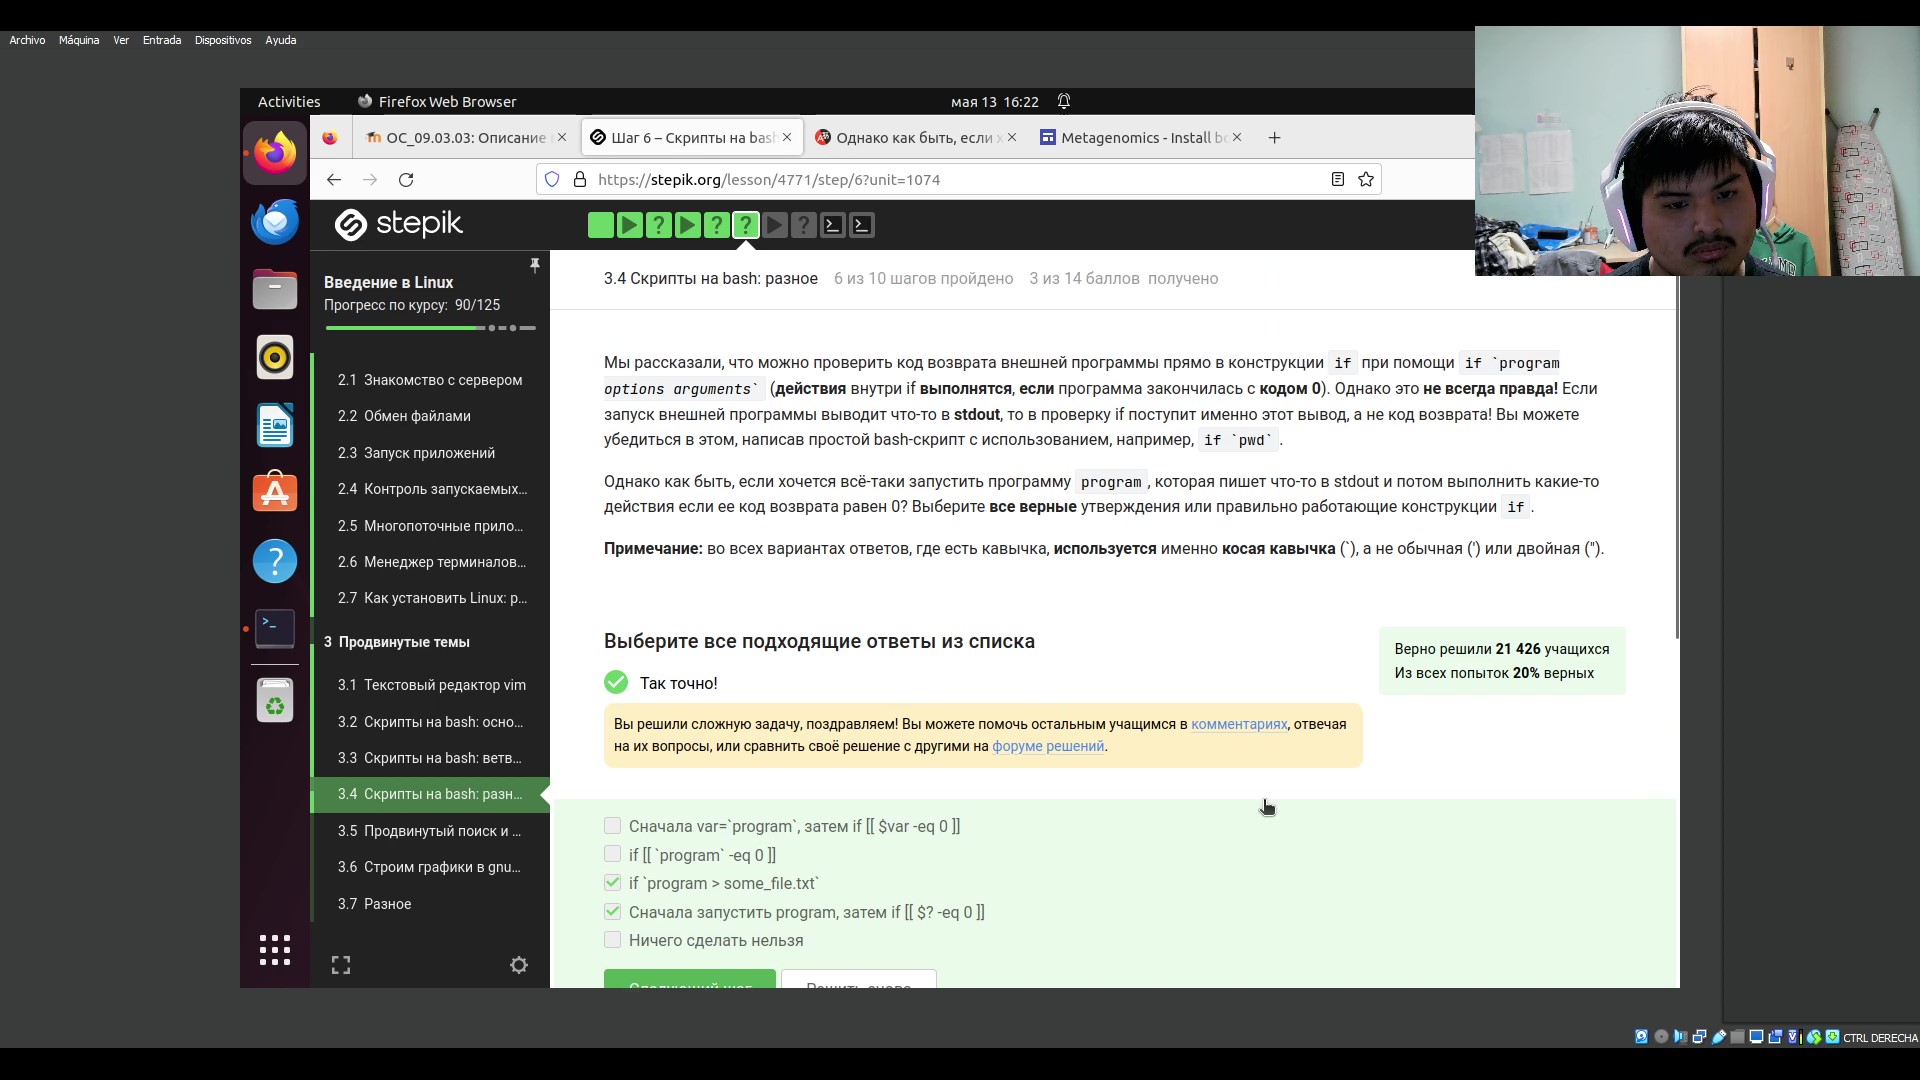 Archivo Máquina Ver Entrada Dispositivos Ayuda
Activities Firefox Web Browser мая 13 16:22
ОС_09.03.03: Описание
Шаг 6 – Скрипты на bash
Однако как быть, если х
Metagenomics - Install bc
https://stepik.org/lesson/4771/step/6?unit=1074
stepik
Введение в Linux
Прогресс по курсу: 90/125
2.1 Знакомство с сервером
2.2 Обмен файлами
2.3 Запуск приложений
2.4 Контроль запускаемых...
2.5 Многопоточные прило...
2.6 Менеджер терминалов...
2.7 Как установить Linux: р...
3 Продвинутые темы
3.1 Текстовый редактор vim
3.2 Скрипты на bash: осно...
3.3 Скрипты на bash: ветв...
3.4 Скрипты на bash: разн...
3.5 Продвинутый поиск и ...
3.6 Строим графики в gnu...
3.7 Разное
3.4 Скрипты на bash: разное 6 из 10 шагов пройдено 3 из 14 баллов получено
Мы рассказали, что можно проверить код возврата внешней программы прямо в конструкции if при помощи if `program
options arguments` (действия внутри if выполнятся, если программа закончилась с кодом 0). Однако это не всегда правда! Если
запуск внешней программы выводит что-то в stdout, то в проверку if поступит именно этот вывод, а не код возврата! Вы можете
убедиться в этом, написав простой bash-скрипт с использованием, например, if `pwd`.
Однако как быть, если хочется всё-таки запустить программу program, которая пишет что-то в stdout и потом выполнить какие-то
действия если ее код возврата равен 0? Выберите все верные утверждения или правильно работающие конструкции if.
Примечание: во всех вариантах ответов, где есть кавычка, используется именно косая кавычка (`), а не обычная (') или двойная (").
Выберите все подходящие ответы из списка
Верно решили 21 426 учащихся
Из всех попыток 20% верных
Так точно!
Вы решили сложную задачу, поздравляем! Вы можете помочь остальным учащимся в комментариях, отвечая
на их вопросы, или сравнить своё решение с другими на форуме решений.
Сначала var=`program`, затем if [[ $var -eq 0 ]]
if [[ `program` -eq 0 ]]
if `program > some_file.txt`
Сначала запустить program, затем if [[ $? -eq 0 ]]
Ничего сделать нельзя
Следующий шаг Решить снова
CTRL DERECHA